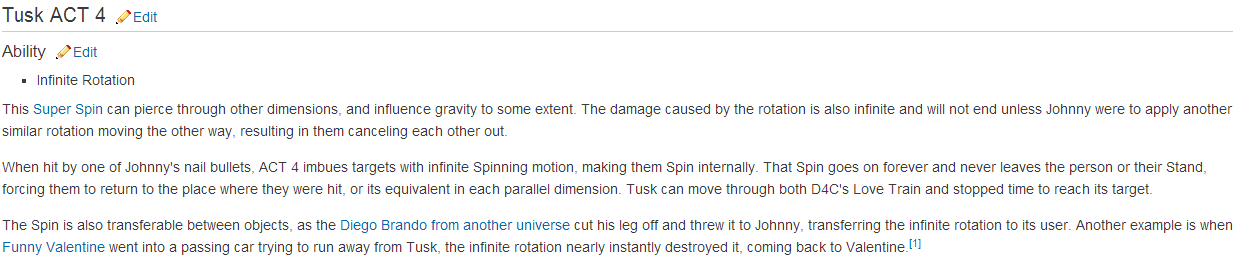 Tusk ACT 4 Edit
Ability Edit
▪ Infinite Rotation
This Super Spin can pierce through other dimensions, and influence gravity to some extent. The damage caused by the rotation is also infinite and will not end unless Johnny were to apply another
similar rotation moving the other way, resulting in them canceling each other out.
When hit by one of Johnny's nail bullets, ACT 4 imbues targets with infinite Spinning motion, making them Spin internally. That Spin goes on forever and never leaves the person or their Stand,
forcing them to return to the place where they were hit, or its equivalent in each parallel dimension. Tusk can move through both D4C's Love Train and stopped time to reach its target.
The Spin is also transferable between objects, as the Diego Brando from another universe cut his leg off and threw it to Johnny, transferring the infinite rotation to its user. Another example is when
Funny Valentine went into a passing car trying to run away from Tusk, the infinite rotation nearly instantly destroyed it, coming back to Valentine.[1]